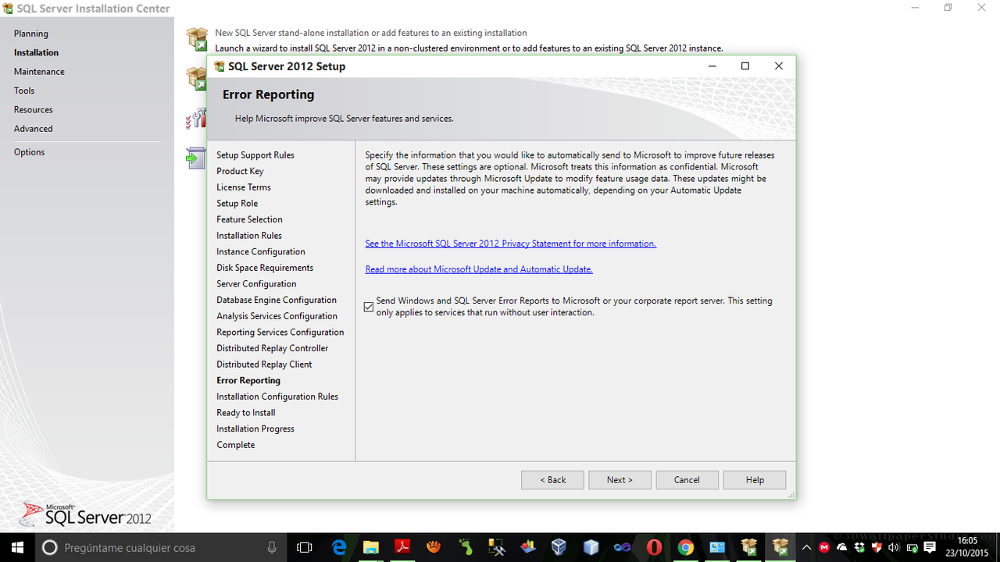 SQL Server Installation Center
Planning
Installation
Maintenance
Tools
Resources
Advanced
Options
New SQL Server stand-alone installation or add features to an existing installation
Launch a wizard to install SQL Server 2012 in a non-clustered environment or to add features to an existing SQL Server 2012 instance.
SQL Server 2012 Setup
Error Reporting
Help Microsoft improve SQL Server features and services.
Setup Support Rules
Product Key
License Terms
Setup Role
Feature Selection
Installation Rules
Instance Configuration
Disk Space Requirements
Server Configuration
Database Engine Configuration
Analysis Services Configuration
Reporting Services Configuration
Distributed Replay Controller
Distributed Replay Client
Error Reporting
Installation Configuration Rules
Ready to Install
Installation Progress
Complete
Specify the information that you would like to automatically send to Microsoft to improve future releases
of SQL Server. These settings are optional. Microsoft treats this information as confidential. Microsoft
may provide updates through Microsoft Update to modify feature usage data. These updates might be
downloaded and installed on your machine automatically, depending on your Automatic Update
settings.
See the Microsoft SQL Server 2012 Privacy Statement for more information.
Read more about Microsoft Update and Automatic Update.
Send Windows and SQL Server Error Reports to Microsoft or your corporate report server. This setting
only applies to services that run without user interaction.
< Back
Next >
Cancel
Help
Microsoft®
SQL Server 2012
Pregúntame cualquier cosa
16:05
23/10/2015